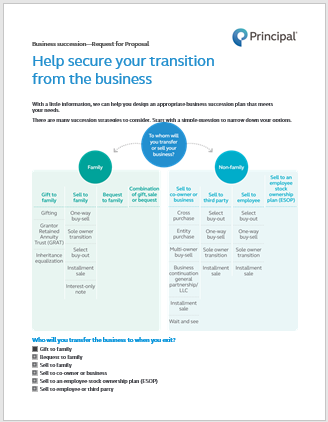 Principal®
Business succession—Request for Proposal
Help secure your transition
from the business
With a little information, we can help you design an appropriate business succession plan that meets
your needs.
There are many succession strategies to consider. Start with a simple question to narrow down your options.
To whom will
you transfer
or sell your
business?
Family
Non-family
Gift to
family
Sell to
family
Bequest
to family
Combination
of gift, sale
or bequest
Sell to
co-owner or
business
Sell to
third party
Sell to
employee
Sell to an
employee
stock
ownership
plan (ESOP)
Gifting
Grantor
Retained
Annuity
Trust (GRAT)
Inheritance
equalization
One-way
buy-sell
Sole owner
transition
Select
buy-out
Installment
sale
Interest-only
note
Cross
purchase
Entity
purchase
Multi-owner
buy-sell
Business
continuation
general
partnership/
LLC
Installment
sale
Wait and see
Select
buy-out
One-way
buy-sell
Sole owner
transition
Installment
sale
Select
buy-out
One-way
buy-sell
Sole owner
transition
Installment
sale
Who will you transfer the business to when you exit?
Gift to family
Bequest to family
Sell to family
Sell to co-owner or business
Sell to an employee stock ownership plan (ESOP)
Sell to employee or third party